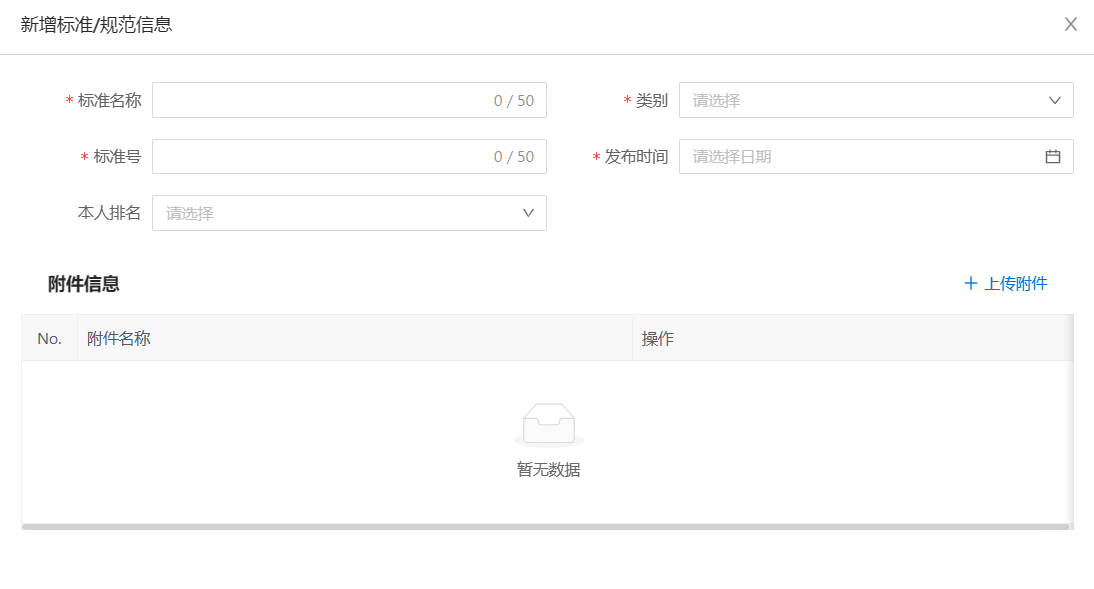 新增标准/规范信息
* 标准名称 0 / 50 * 类别 请选择
* 标准号 0 / 50 * 发布时间 请选择日期
本人排名 请选择
附件信息 + 上传附件
No. 附件名称 操作
暂无数据